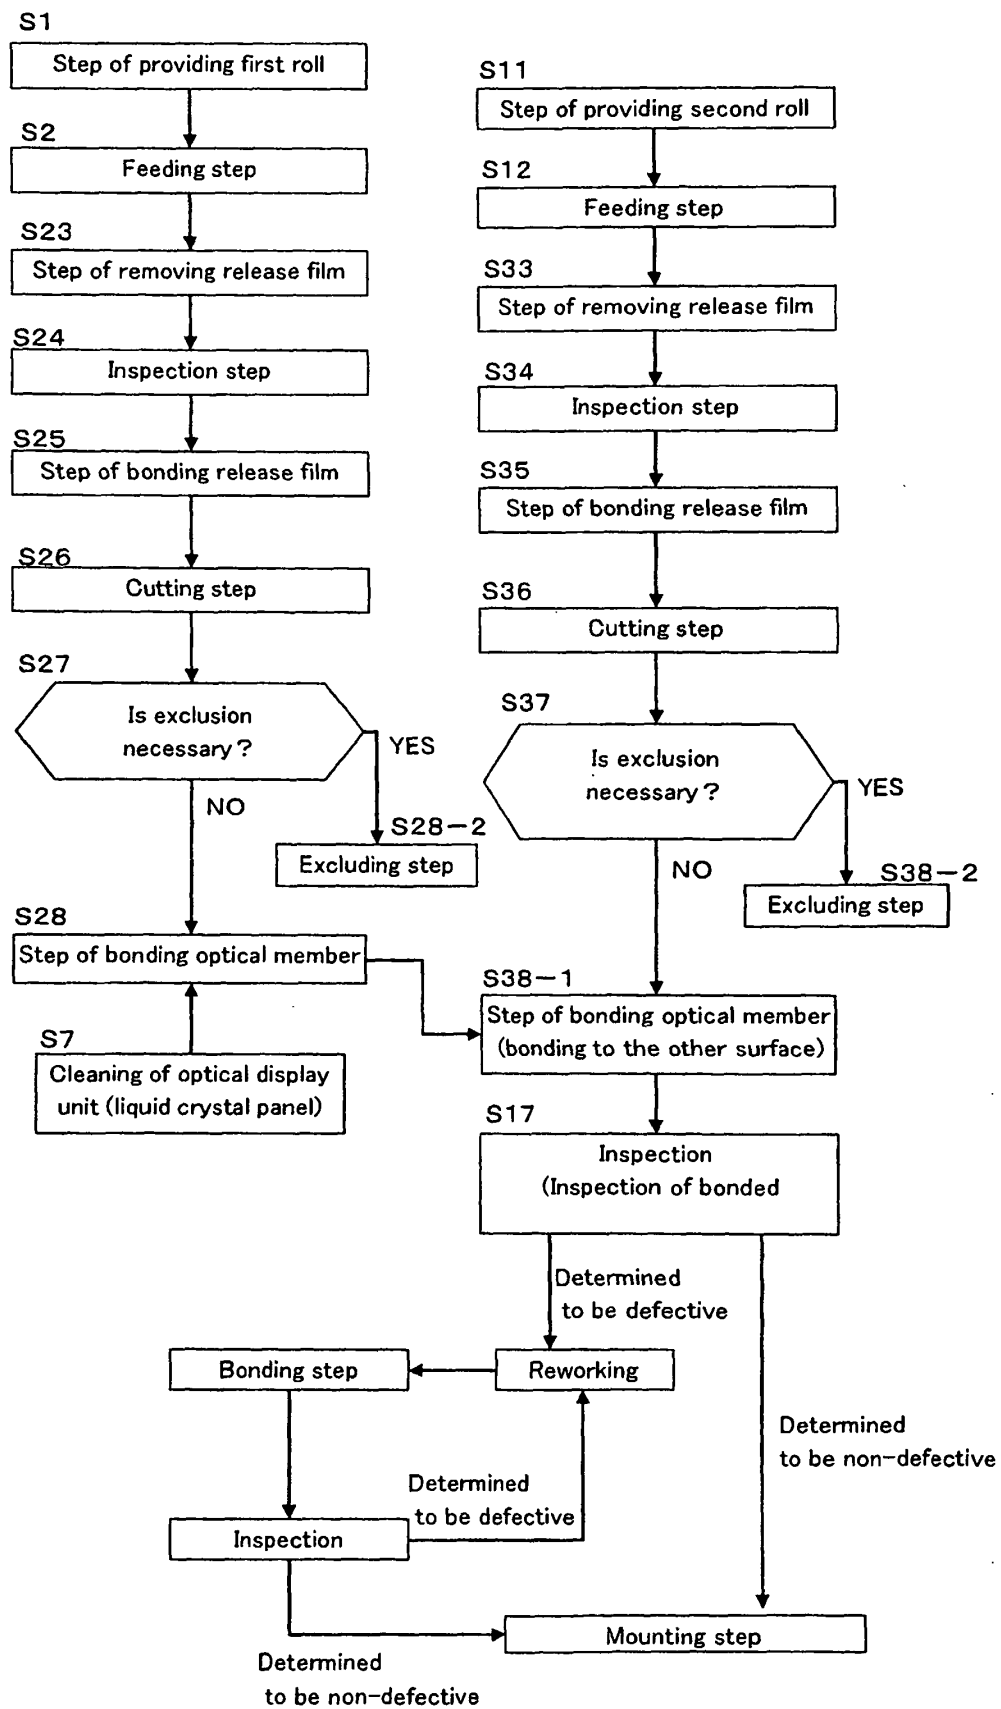 S1
Step of providing first roll
S2
Feeding step
S23
Step of removing release film
S24
Inspection step
S25
Step of bonding release film
S26
Cutting step
S27
Is exclusion
necessary?
YES
NO
S28-2
Excluding step
S28
Step of bonding optical member
S7
Cleaning of optical display
unit (liquid crystal panel)
S11
Step of providing second roll
S12
Feeding step
S33
Step of removing release film
S34
Inspection step
S35
Step of bonding release film
S36
Cutting step
S37
Is exclusion
necessary?
YES
NO
S38-2
Excluding step
S38-1
Step of bonding optical member
(bonding to the other surface)
S17
Inspection
(Inspection of bonded
Determined
to be defective
Bonding step
Reworking
Determined
to be non-defective
Determined
to be defective
Inspection
Mounting step
Determined
to be non-defective